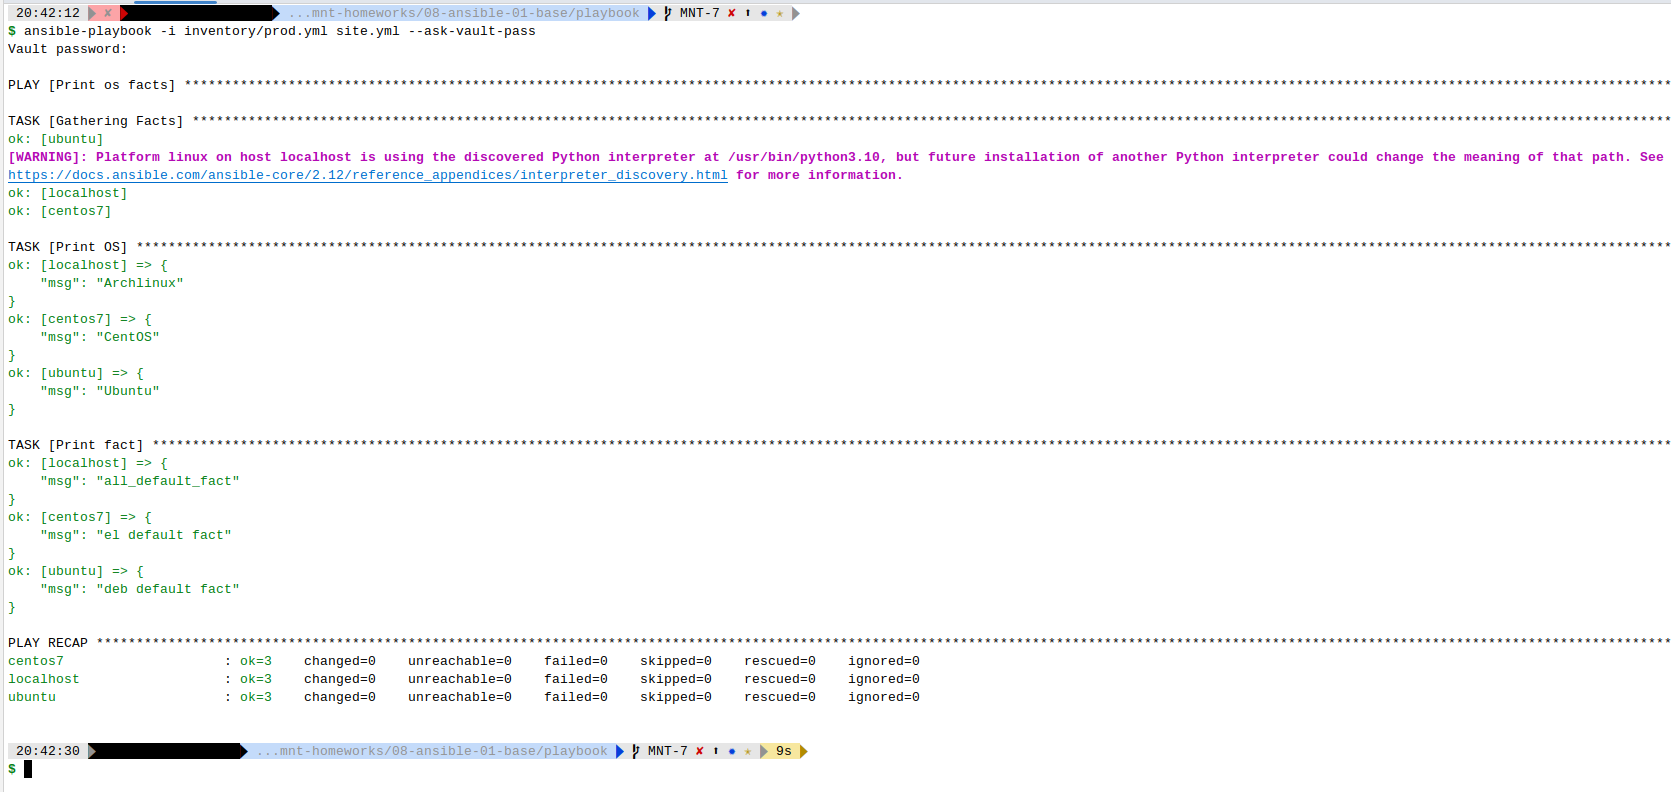 20:42:12 ✘ ...mnt-homeworks/08-ansible-01-base/playbook MNT-7 ✘ ⬆ ✹ ✭
$ ansible-playbook -i inventory/prod.yml site.yml --ask-vault-pass
Vault password:
PLAY [Print os facts] ******************************************************************************************************************************************************************************************
TASK [Gathering Facts] *****************************************************************************************************************************************************************************************
ok: [ubuntu]
[WARNING]: Platform linux on host localhost is using the discovered Python interpreter at /usr/bin/python3.10, but future installation of another Python interpreter could change the meaning of that path. See
https://docs.ansible.com/ansible-core/2.12/reference_appendices/interpreter_discovery.html for more information.
ok: [localhost]
ok: [centos7]
TASK [Print OS] ************************************************************************************************************************************************************************************************
ok: [localhost] => {
    "msg": "Archlinux"
}
ok: [centos7] => {
    "msg": "CentOS"
}
ok: [ubuntu] => {
    "msg": "Ubuntu"
}
TASK [Print fact] **********************************************************************************************************************************************************************************************
ok: [localhost] => {
    "msg": "all_default_fact"
}
ok: [centos7] => {
    "msg": "el default fact"
}
ok: [ubuntu] => {
    "msg": "deb default fact"
}
PLAY RECAP *****************************************************************************************************************************************************************************************************
centos7                    : ok=3    changed=0    unreachable=0    failed=0    skipped=0    rescued=0    ignored=0
localhost                  : ok=3    changed=0    unreachable=0    failed=0    skipped=0    rescued=0    ignored=0
ubuntu                     : ok=3    changed=0    unreachable=0    failed=0    skipped=0    rescued=0    ignored=0
20:42:30 ...mnt-homeworks/08-ansible-01-base/playbook MNT-7 ✘ ⬆ ✹ ✭ 9s
$